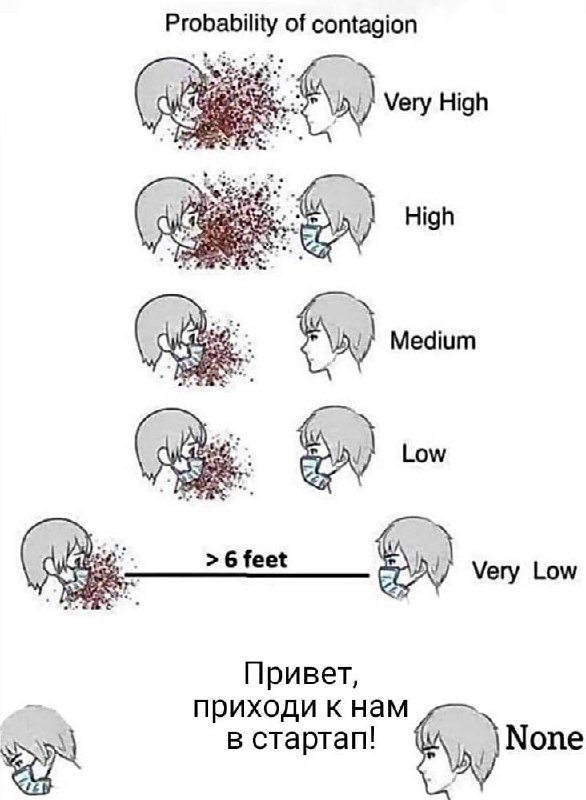 Probability of contagion
Very High
High
Medium
Low
> 6 feet
Very Low
Привет,
приходи к нам
в стартап!
None